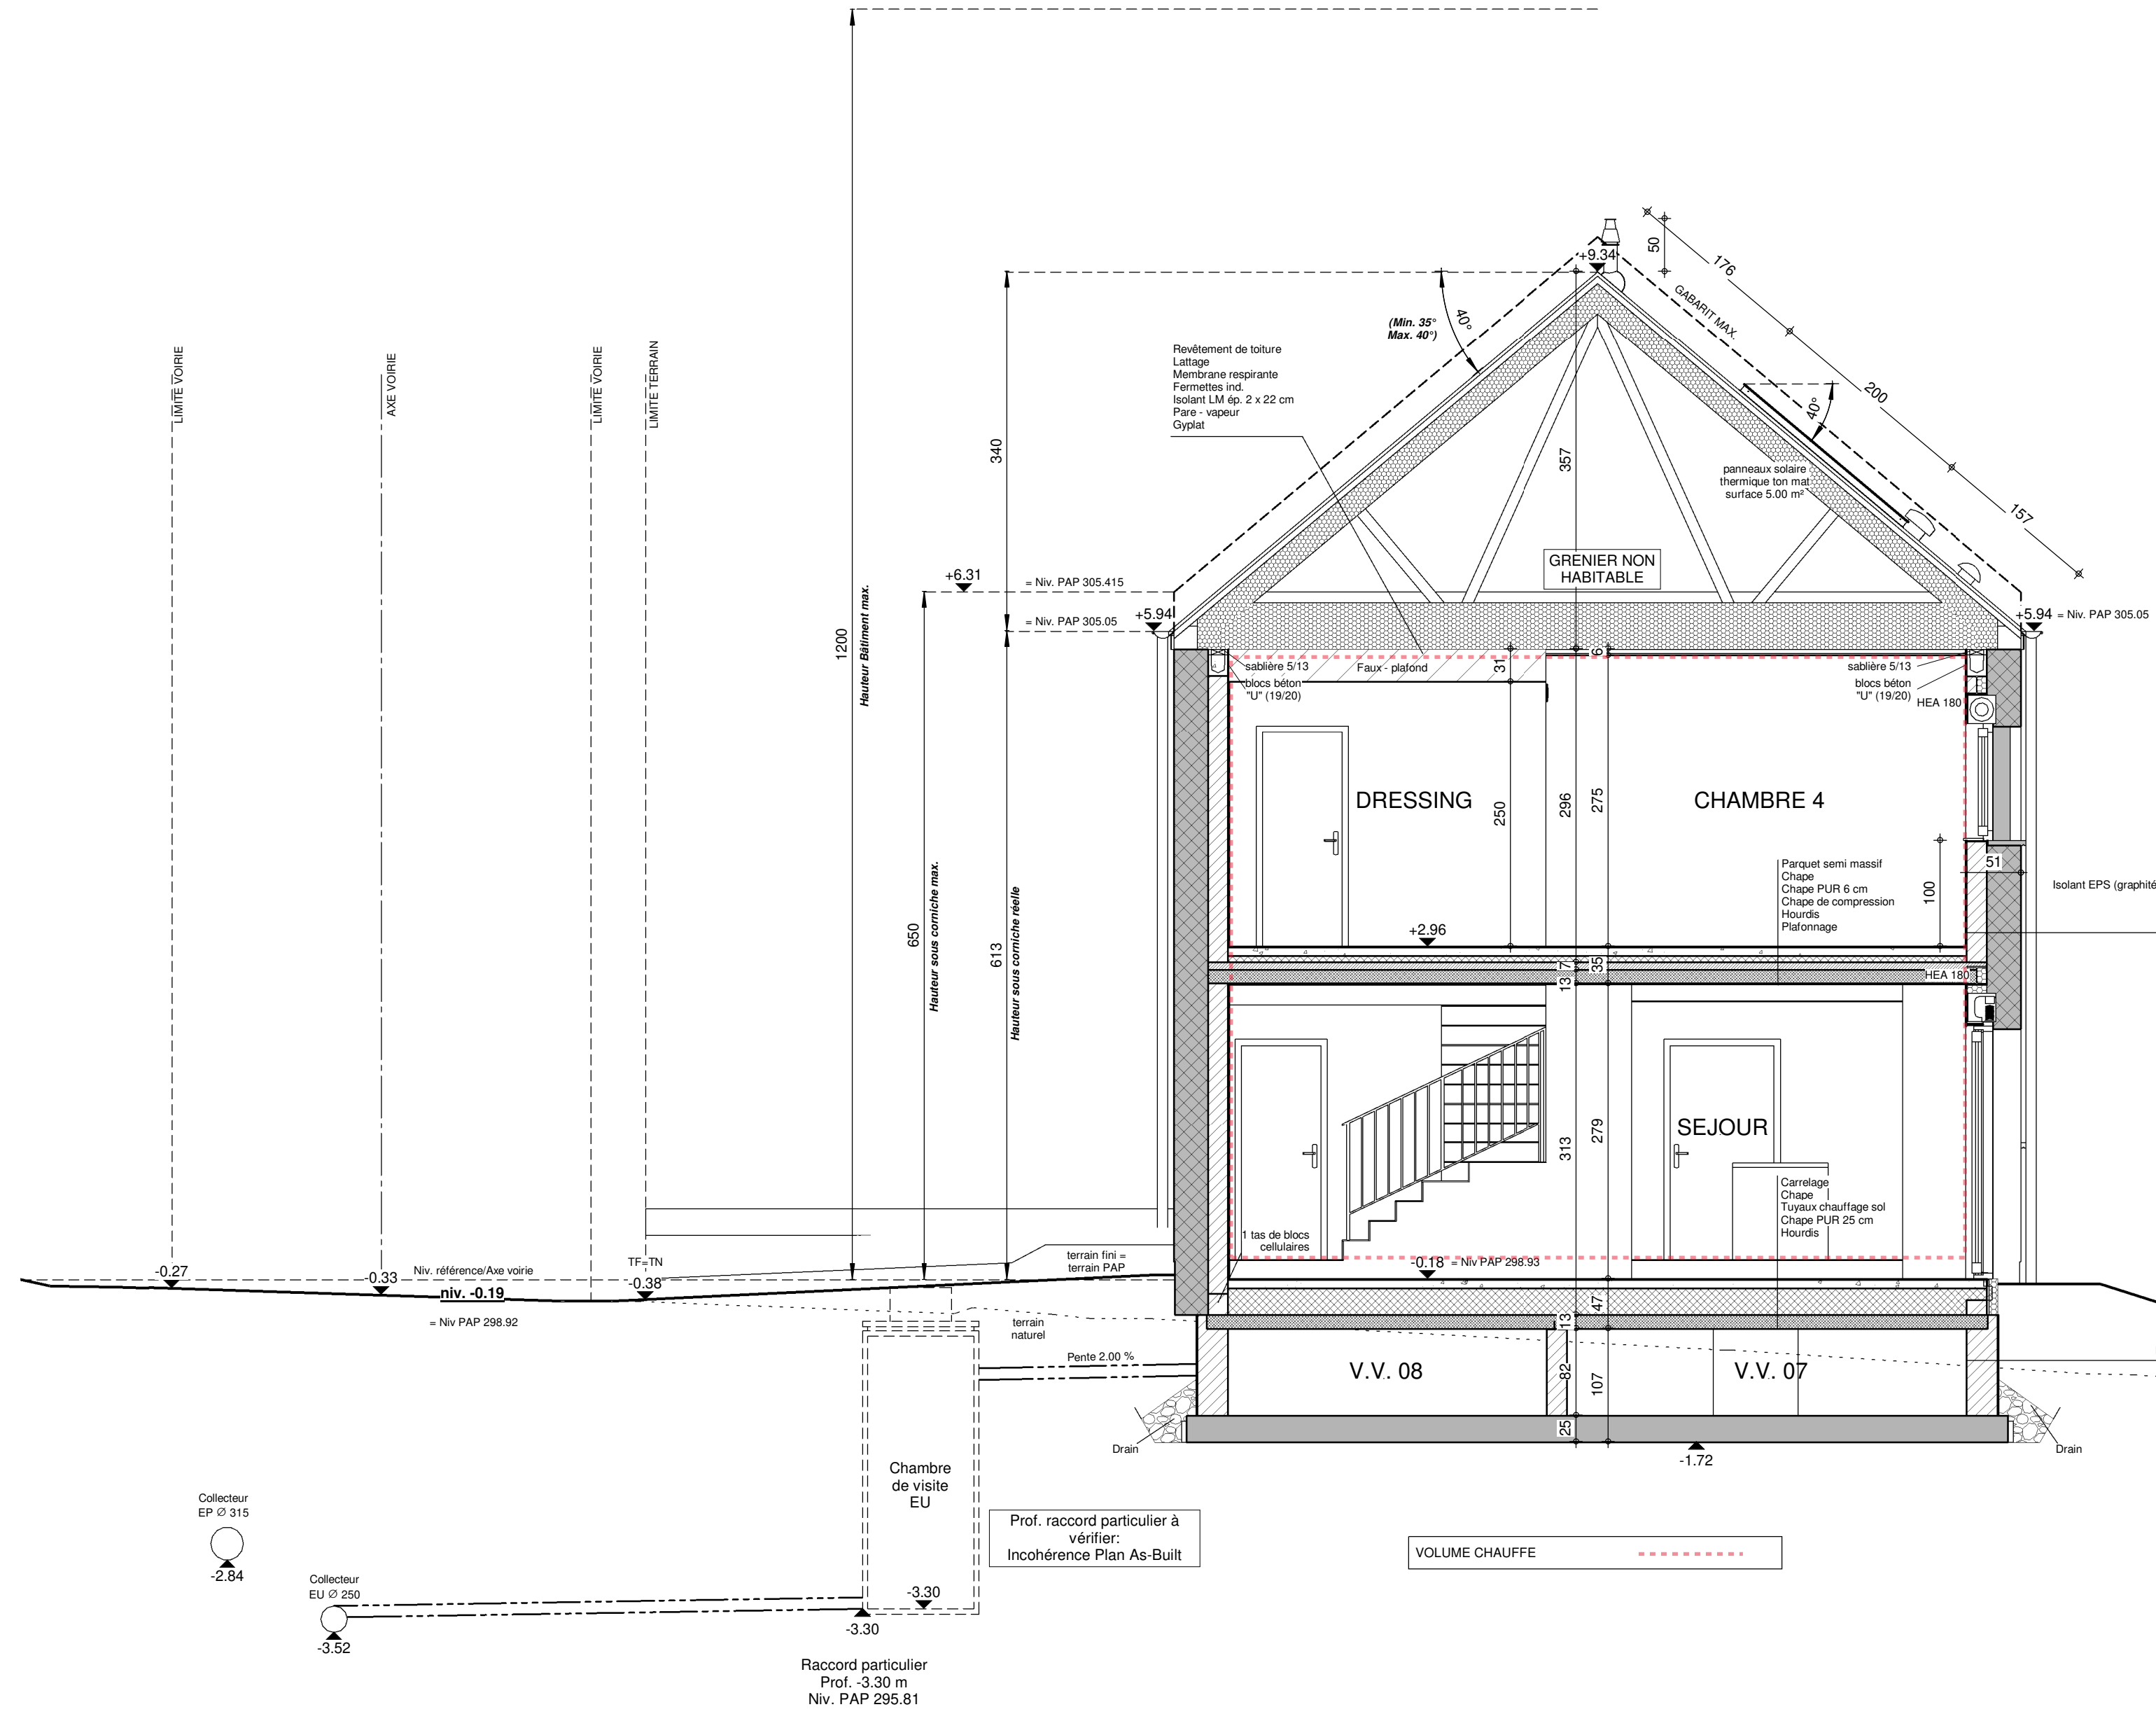 50
176
+9.34
GABARIT MAX.
40°
(Min. 35°
Max. 40°)
Revêtement de toiture
Lattage
Membrane respirante
Fermettes ind.
Isolant LM ép. 2 x 22 cm
Pare - vapeur
Gyplat
LIMITE VOIRIE
AXE VOIRIE
LIMITE VOIRIE
LIMITE TERRAIN
200
40°
340
357
panneaux solaire
thermique ton mat
surface 5.00 m²
157
GRENIER NON
HABITABLE
+6.31
= Niv. PAP 305.415
+5.94
= Niv. PAP 305.05
+5.94 = Niv. PAP 305.05
1200
Hauteur Bâtiment max.
sablière 5/13
blocs béton
"U" (19/20)
Faux - plafond
31
6
sablière 5/13
blocs béton
"U" (19/20)
HEA 180
DRESSING
250
296
275
CHAMBRE 4
51
100
Parquet semi massif
Chape
Chape PUR 6 cm
Chape de compression
Hourdis
Plafonnage
Isolant EPS (graphité
650
Hauteur sous corniche max.
613
Hauteur sous corniche réelle
+2.96
7
13
35
HEA 180
313
279
SEJOUR
Carrelage
Chape
Tuyaux chauffage sol
Chape PUR 25 cm
Hourdis
1 tas de blocs
cellulaires
terrain fini =
terrain PAP
-0.18 = Niv PAP 298.93
-0.27
-0.33
Niv. référence/Axe voirie
niv. -0.19
= Niv PAP 298.92
TF=TN
-0.38
terrain
naturel
47
13
Pente 2.00 %
V.V. 08
82
107
V.V. 07
25
Drain
-1.72
Drain
Chambre
de visite
EU
Collecteur
EP ∅ 315
-2.84
Prof. raccord particulier à
vérifier:
Incohérence Plan As-Built
VOLUME CHAUFFE
Collecteur
EU ∅ 250
-3.52
-3.30
-3.30
Raccord particulier
Prof. -3.30 m
Niv. PAP 295.81